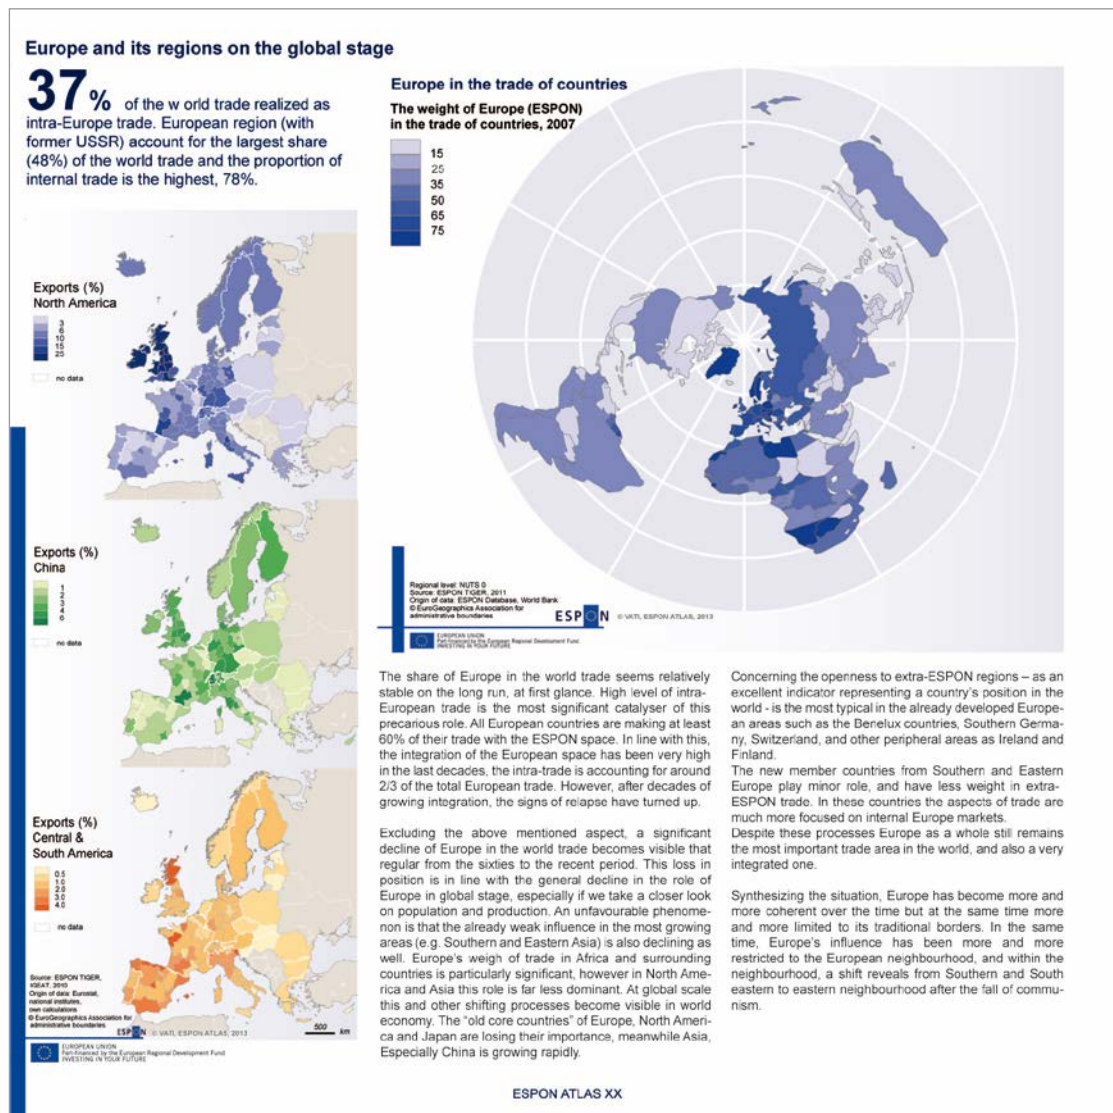 Europe and its regions on the global stage
37% of the w orld trade realized as
intra-Europe trade. European region (with
former USSR) account for the largest share
(48%) of the world trade and the proportion of
internal trade is the highest, 78%.
Europe in the trade of countries
The weight of Europe (ESPON)
in the trade of countries, 2007
15
25
35
50
65
75
Exports (%)
North America
3
6
10
15
25
no data
Exports (%)
China
1
2
3
4
6
no data
Exports (%)
Central &
South America
0.5
1.0
2.0
3.0
4.0
no data
Source: ESPON TIGER,
IGEAT, 2010
Origin of data: Eurostat,
national institutes,
own calculations
© EuroGeographics Association for
administrative boundaries
ESPON © VATI, ESPON ATLAS, 2013
500 km
EUROPEAN UNION
Part-financed by the European Regional Development Fund
INVESTING IN YOUR FUTURE
Regional level: NUTS 0
Source: ESPON TIGER, 2011
Origin of data: ESPON Database, World Bank
© EuroGeographics Association for
administrative boundaries
ESPON © VATI, ESPON ATLAS, 2013
EUROPEAN UNION
Part-financed by the European Regional Development Fund
INVESTING IN YOUR FUTURE
The share of Europe in the world trade seems relatively
stable on the long run, at first glance. High level of intra-
European trade is the most significant catalyser of this
precarious role. All European countries are making at least
60% of their trade with the ESPON space. In line with this,
the integration of the European space has been very high
in the last decades, the intra-trade is accounting for around
2/3 of the total European trade. However, after decades of
growing integration, the signs of relapse have turned up.
Excluding the above mentioned aspect, a significant
decline of Europe in the world trade becomes visible that
regular from the sixties to the recent period. This loss in
position is in line with the general decline in the role of
Europe in global stage, especially if we take a closer look
on population and production. An unfavourable phenome-
non is that the already weak influence in the most growing
areas (e.g. Southern and Eastern Asia) is also declining as
well. Europe's weigh of trade in Africa and surrounding
countries is particularly significant, however in North Ame-
rica and Asia this role is far less dominant. At global scale
this and other shifting processes become visible in world
economy. The "old core countries" of Europe, North Ameri-
ca and Japan are losing their importance, meanwhile Asia,
Especially China is growing rapidly.
Concerning the openness to extra-ESPON regions – as an
excellent indicator representing a country's position in the
world - is the most typical in the already developed Europe-
an areas such as the Benelux countries, Southern Germa-
ny, Switzerland, and other peripheral areas as Ireland and
Finland.
The new member countries from Southern and Eastern
Europe play minor role, and have less weight in extra-
ESPON trade. In these countries the aspects of trade are
much more focused on internal Europe markets.
Despite these processes Europe as a whole still remains
the most important trade area in the world, and also a very
integrated one.
Synthesizing the situation, Europe has become more and
more coherent over the time but at the same time more
and more limited to its traditional borders. In the same
time, Europe's influence has been more and more
restricted to the European neighbourhood, and within the
neighbourhood, a shift reveals from Southern and South
eastern to eastern neighbourhood after the fall of commu-
nism.
ESPON ATLAS XX